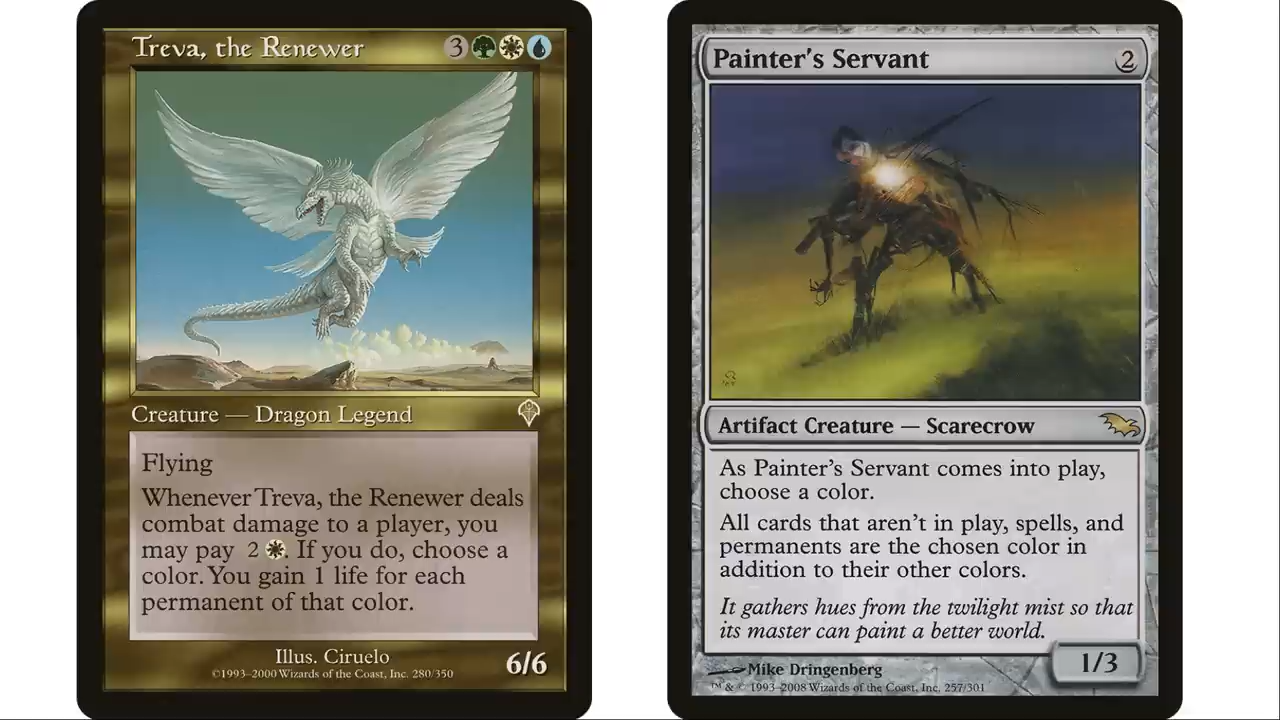 Treva, the Renewer 3
Creature — Dragon Legend
Flying
Whenever Treva, the Renewer deals
combat damage to a player, you
may pay 2 . If you do, choose a
color. You gain 1 life for each
permanent of that color.
Illus. Ciruelo
©1993–2000 Wizards of the Coast, Inc. 280/350
6/6
Painter's Servant 2
Artifact Creature — Scarecrow
As Painter's Servant comes into play,
choose a color.
All cards that aren't in play, spells, and
permanents are the chosen color in
addition to their other colors.
It gathers hues from the twilight mist so that
its master can paint a better world.
Mike Dringenberg
™ & © 1993–2008 Wizards of the Coast, Inc. 257/301
1/3